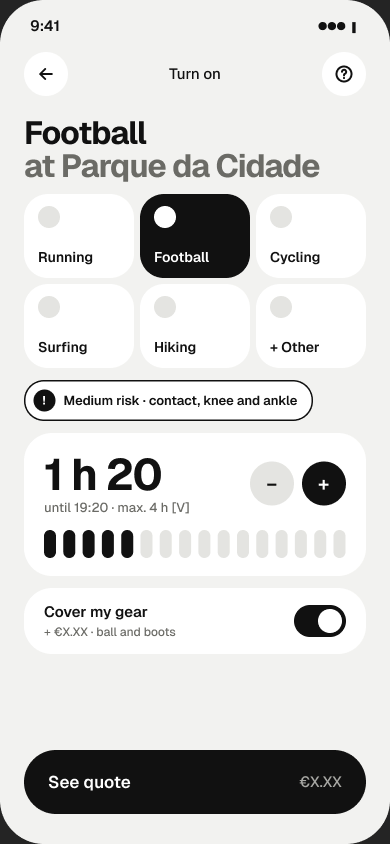 9:41
Turn on
Football
at Parque da Cidade
Running
Football
Cycling
Surfing
Hiking
+ Other
! Medium risk · contact, knee and ankle
1 h 20
until 19:20 · max. 4 h [V]
− +
Cover my gear
+ €X.XX · ball and boots
See quote €X.XX